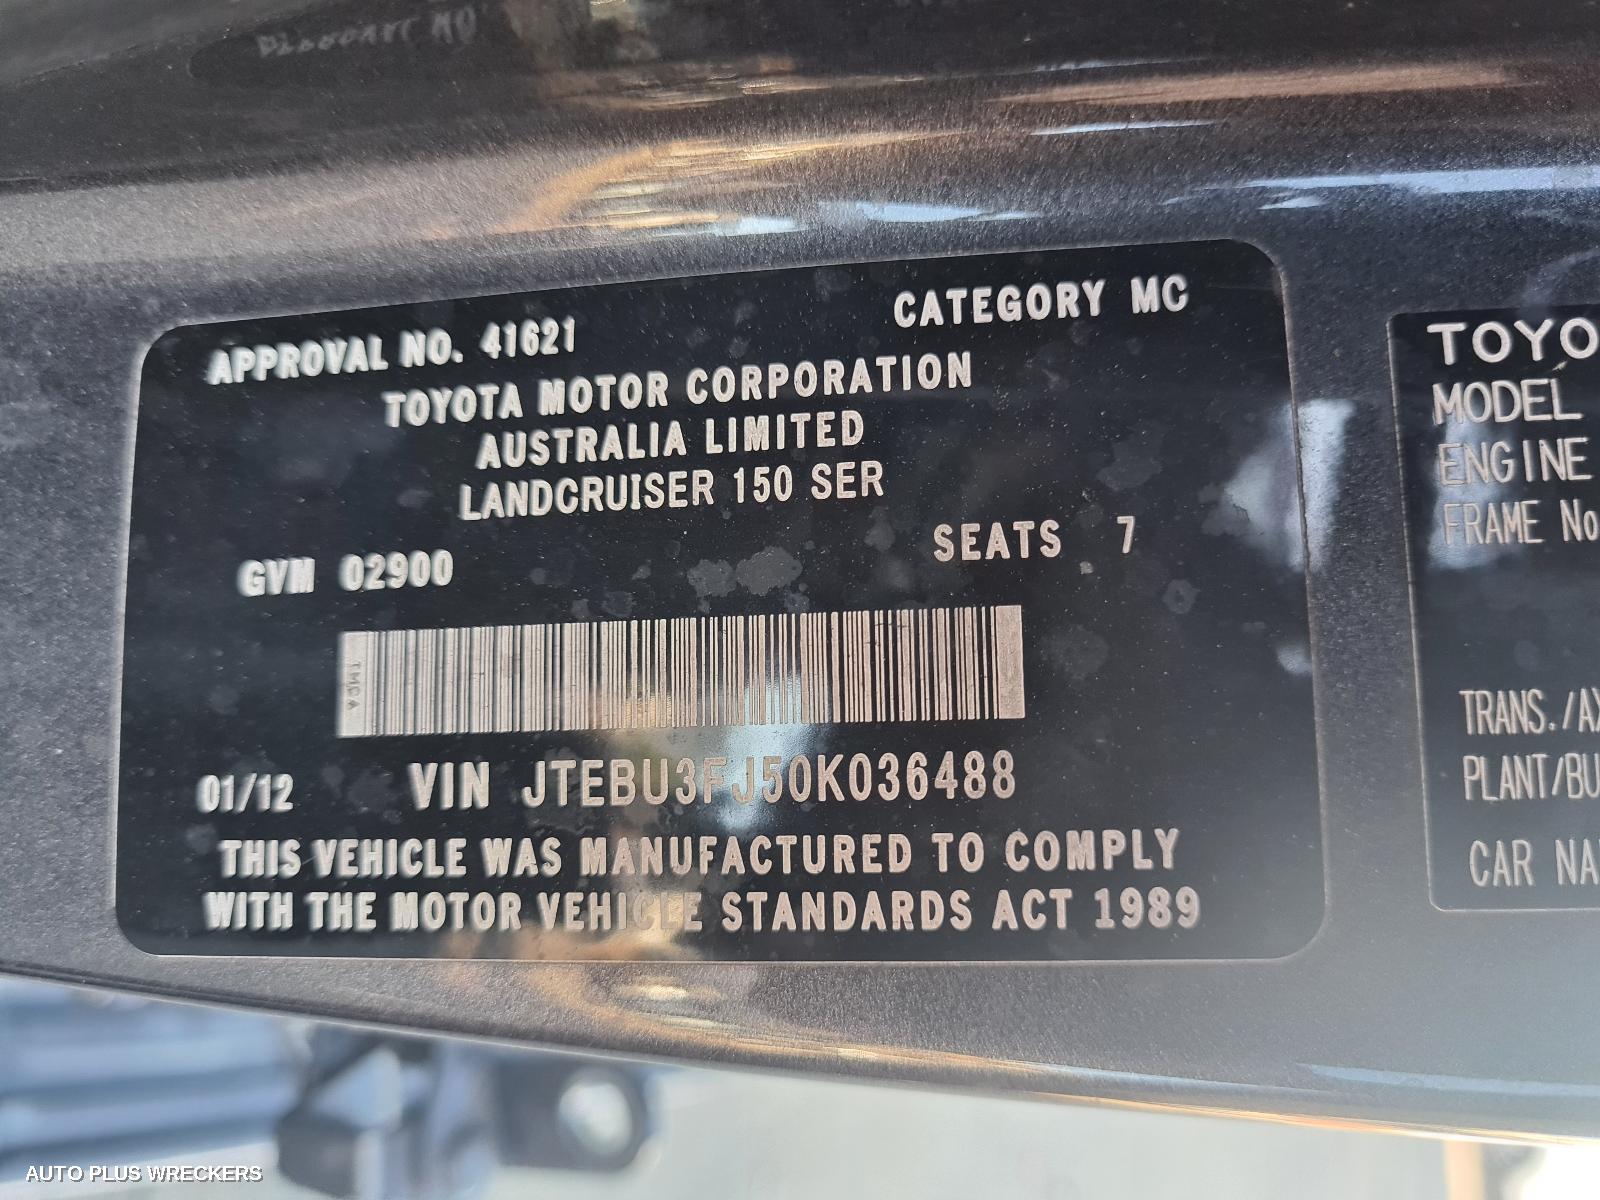 APPROVAL NO. 41621 CATEGORY MC
TOYOTA MOTOR CORPORATION
AUSTRALIA LIMITED
LANDCRUISER 150 SER
GVM 02900 SEATS 7
TMCA
01/12 VIN JTEBU3FJ50K036488
THIS VEHICLE WAS MANUFACTURED TO COMPLY
WITH THE MOTOR VEHICLE STANDARDS ACT 1989
TOYO
MODEL
ENGINE
FRAME No
TRANS./AX
PLANT/BU
CAR NA
AUTO PLUS WRECKERS